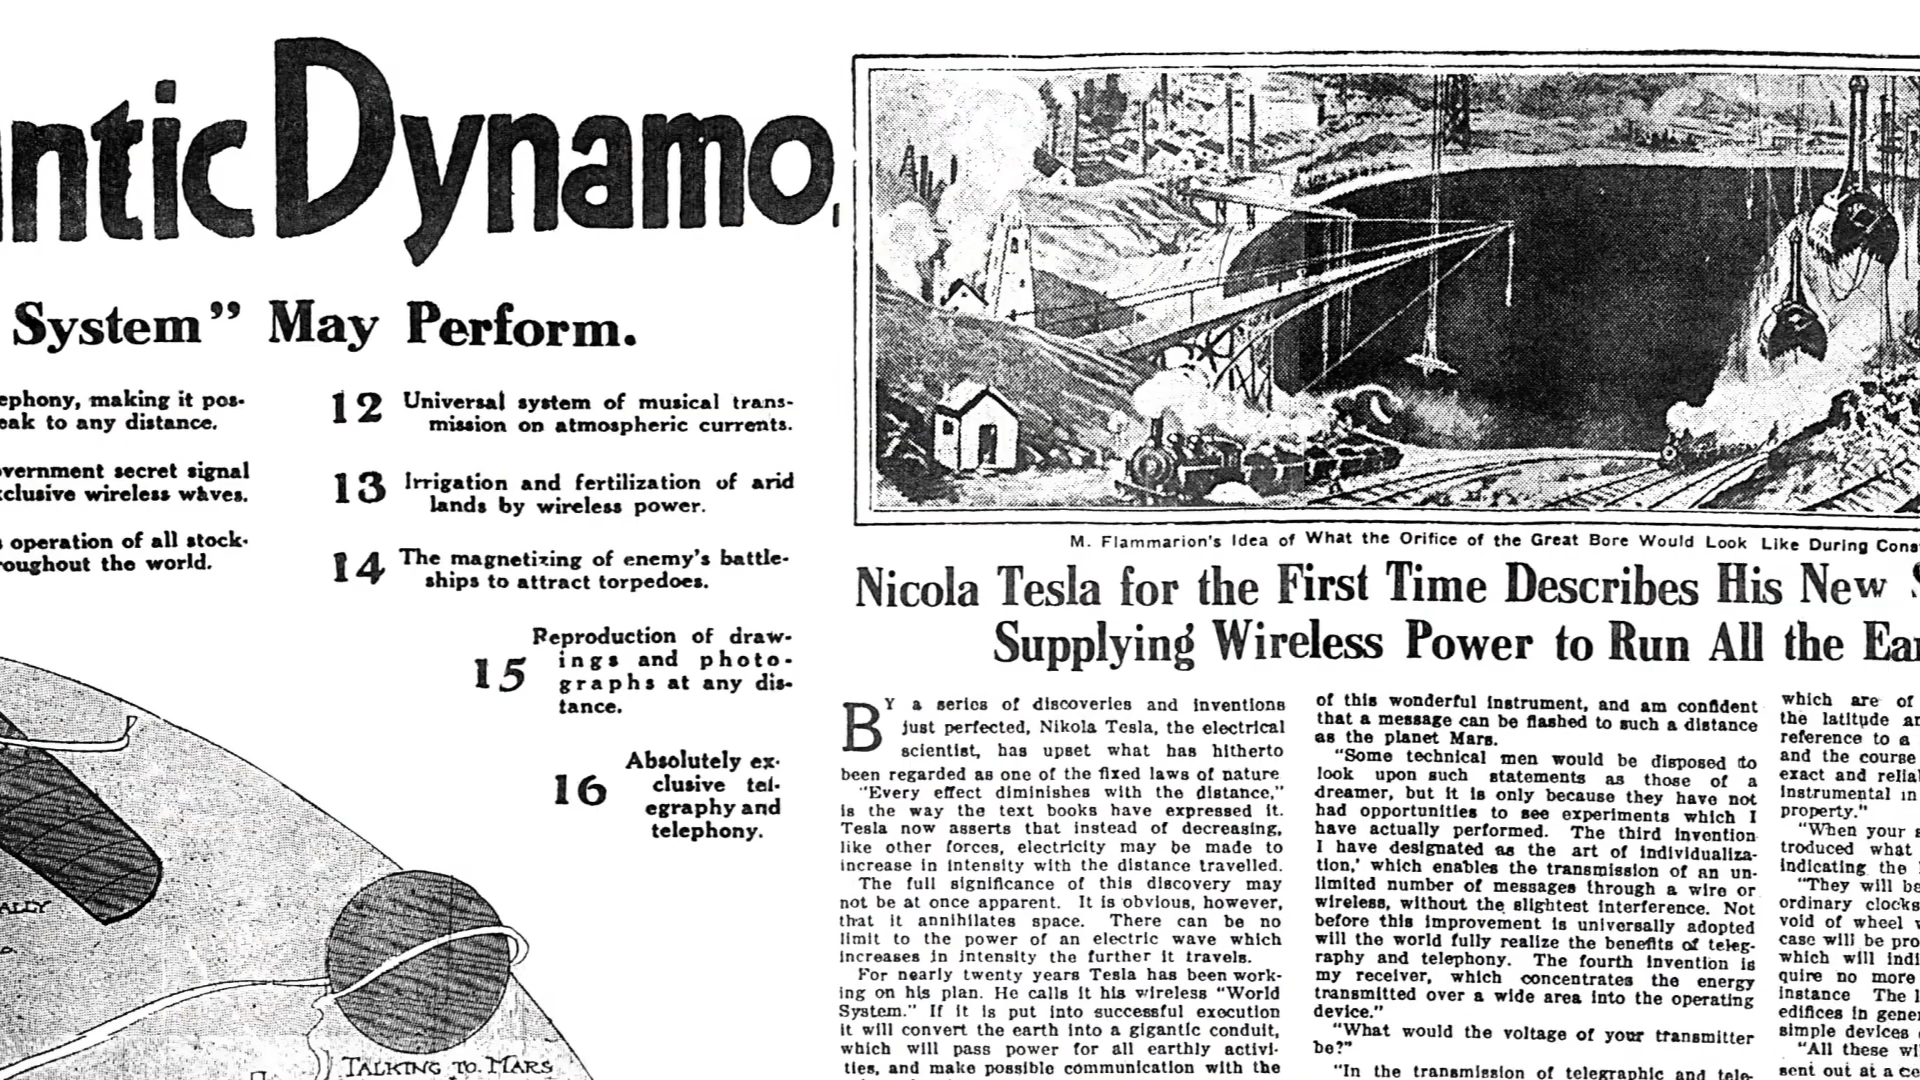 antic Dynamo.
System" May Perform.
ephony, making it pos-
eak to any distance.
vernment secret signal
xclusive wireless waves.
s operation of all stock-
roughout the world.
12 Universal system of musical trans-
mission on atmospheric currents.
13 Irrigation and fertilization of arid
lands by wireless power.
14 The magnetizing of enemy's battle-
ships to attract torpedoes.
15 Reproduction of draw-
ings and photo-
graphs at any dis-
tance.
16 Absolutely ex-
clusive tel-
egraphy and
telephony.
ALLY
TALKING TO MARS
M. Flammarion's Idea of What the Orifice of the Great Bore Would Look Like During Cons
Nicola Tesla for the First Time Describes His New S
Supplying Wireless Power to Run All the Ear
BY a series of discoveries and inventions
just perfected, Nikola Tesla, the electrical
scientist, has upset what has hitherto
been regarded as one of the fixed laws of nature
"Every effect diminishes with the distance,"
is the way the text books have expressed it.
Tesla now asserts that instead of decreasing,
like other forces, electricity may be made to
increase in intensity with the distance travelled.
The full significance of this discovery may
not be at once apparent. It is obvious, however,
that it annihilates space. There can be no
limit to the power of an electric wave which
increases in intensity the further it travels.
For nearly twenty years Tesla has been work-
ing on his plan. He calls it his wireless "World
System." If it is put into successful execution
it will convert the earth into a gigantic conduit,
which will pass power for all earthly activi-
ties, and make possible communication with the
of this wonderful instrument, and am confident
that a message can be flashed to such a distance
as the planet Mars.
"Some technical men would be disposed to
look upon such statements as those of a
dreamer, but it is only because they have not
had opportunities to see experiments which I
have actually performed. The third invention
I have designated as the art of individualiza-
tion,' which enables the transmission of an un-
limited number of messages through a wire or
wireless, without the slightest interference. Not
before this improvement is universally adopted
will the world fully realize the benefits of teleg-
raphy and telephony. The fourth invention is
my receiver, which concentrates the energy
transmitted over a wide area into the operating
device."
"What would the voltage of your transmitter
be?"
"In the transmission of telegraphic and tele-
which are of
the latitude an
reference to a
and the course
exact and relial
instrumental in
property."
"When your s
troduced what
indicating the
"They will be
ordinary clocks
void of wheel
case will be pro
which will indi
quire no more
instance The l
edifices in gener
simple devices
"All these wi
sent out at a ce